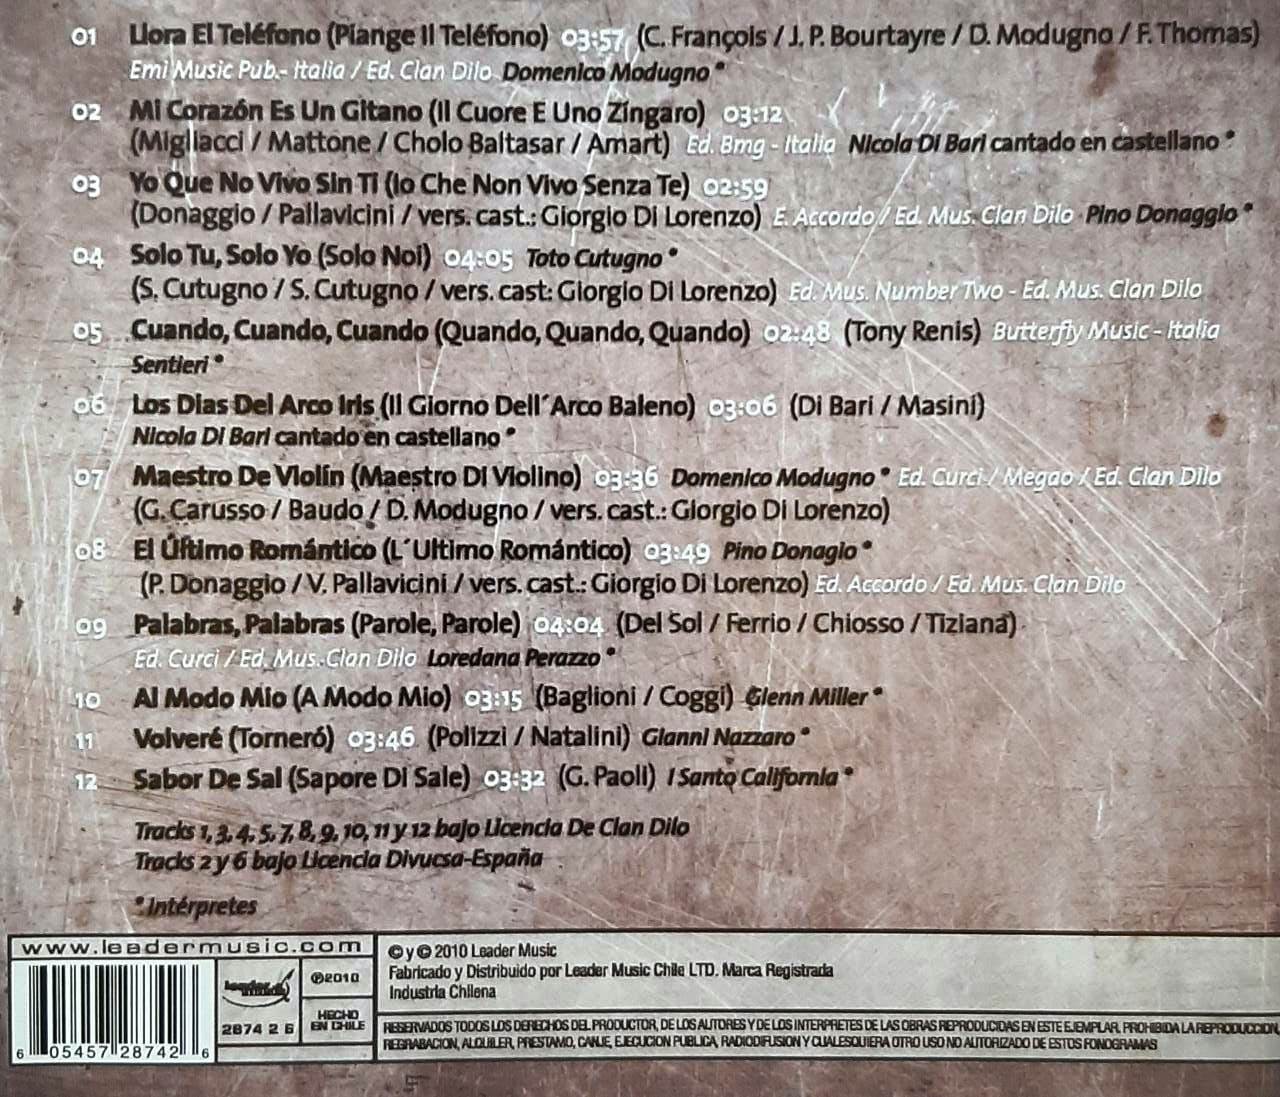 01 Llora El Teléfono (Piange Il Teléfono) 03:57 (C. François / J. P. Bourtayre / D. Modugno / F. Thomas)
Emi Music Pub.- Italia / Ed. Clan Dilo Domenico Modugno *
02 Mi Corazón Es Un Gitano (Il Cuore E Uno Zíngaro) 03:12
(Migliacci / Mattone / Cholo Baltasar / Amart) Ed. Bmg - Italia Nicola Di Bari cantado en castellano *
03 Yo Que No Vivo Sin Ti (Io Che Non Vivo Senza Te) 02:59
(Donaggio / Pallavicini / vers. cast.: Giorgio Di Lorenzo) E. Accordo / Ed. Mus. Clan Dilo Pino Donaggio *
04 Solo Tu, Solo Yo (Solo Noi) 04:05 Toto Cutugno *
(S. Cutugno / S. Cutugno / vers. cast: Giorgio Di Lorenzo) Ed. Mus. Number Two - Ed. Mus. Clan Dilo
05 Cuando, Cuando, Cuando (Quando, Quando, Quando) 02:48 (Tony Renis) Butterfly Music - Italia
Sentieri *
06 Los Dias Del Arco Iris (Il Giorno Dell´Arco Baleno) 03:06 (Di Bari / Masini)
Nicola Di Bari cantado en castellano *
07 Maestro De Violín (Maestro Di Violino) 03:36 Domenico Modugno * Ed. Curci / Megao / Ed. Clan Dilo
(G. Carusso / Baudo / D. Modugno / vers. cast.: Giorgio Di Lorenzo)
08 El Último Romántico (L´Ultimo Romántico) 03:49 Pino Donagio *
(P. Donaggio / V. Pallavicini / vers. cast.: Giorgio Di Lorenzo) Ed. Accordo / Ed. Mus. Clan Dilo
09 Palabras, Palabras (Parole, Parole) 04:04 (Del Sol / Ferrio / Chiosso / Tiziana)
Ed. Curci / Ed. Mus. Clan Dilo Loredana Perazzo *
10 Al Modo Mio (A Modo Mio) 03:15 (Baglioni / Coggi) Glenn Miller *
11 Volveré (Torneró) 03:46 (Polizzi / Natalini) Gianni Nazzaro *
12 Sabor De Sal (Sapore Di Sale) 03:32 (G. Paoli) I Santo California *
Tracks 1, 3, 4, 5, 7, 8, 9, 10, 11 y 12 bajo Licencia De Clan Dilo
Tracks 2 y 6 bajo Licencia Divucsa-España
* Intérpretes
www.leadermusic.com
6 05457 28742 6
Leader Music
2874 2 6
℗2010
HECHO
EN CHILE
© y © 2010 Leader Music
Fabricado y Distribuido por Leader Music Chile LTD. Marca Registrada
Industria Chilena
RESERVADOS TODOS LOS DERECHOS DEL PRODUCTOR, DE LOS AUTORES Y DE LOS INTERPRETES DE LAS OBRAS REPRODUCIDAS EN ESTE EJEMPLAR. PROHIBIDA LA REPRODUCCION,
REGRABACION, ALQUILER, PRESTAMO, CANJE, EJECUCION PUBLICA, RADIODIFUSION Y CUALESQUIERA OTRO USO NO AUTORIZADO DE ESTOS FONOGRAMAS